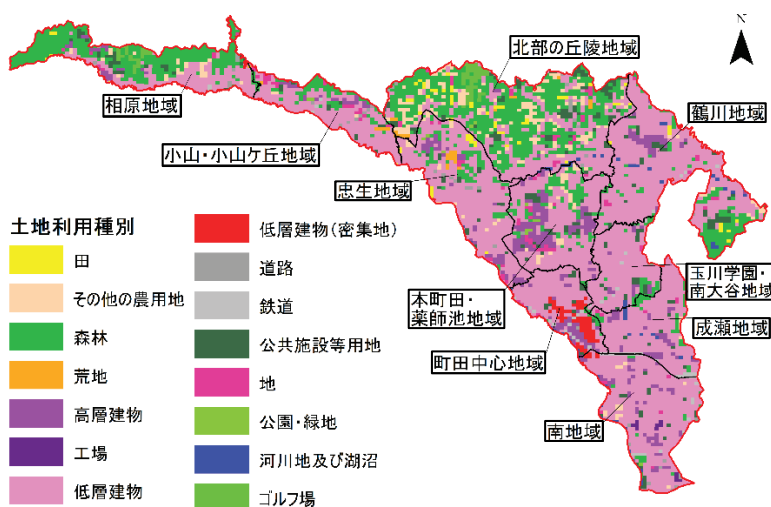 N
北部の丘陵地域
相原地域
鶴川地域
小山・小山ケ丘地域
忠生地域
土地利用種別
田
その他の農用地
森林
荒地
高層建物
工場
低層建物
低層建物(密集地)
道路
鉄道
公共施設等用地
地
公園・緑地
河川地及び湖沼
ゴルフ場
本町田・
薬師池地域
町田中心地域
玉川学園・
南大谷地域
成瀬地域
南地域